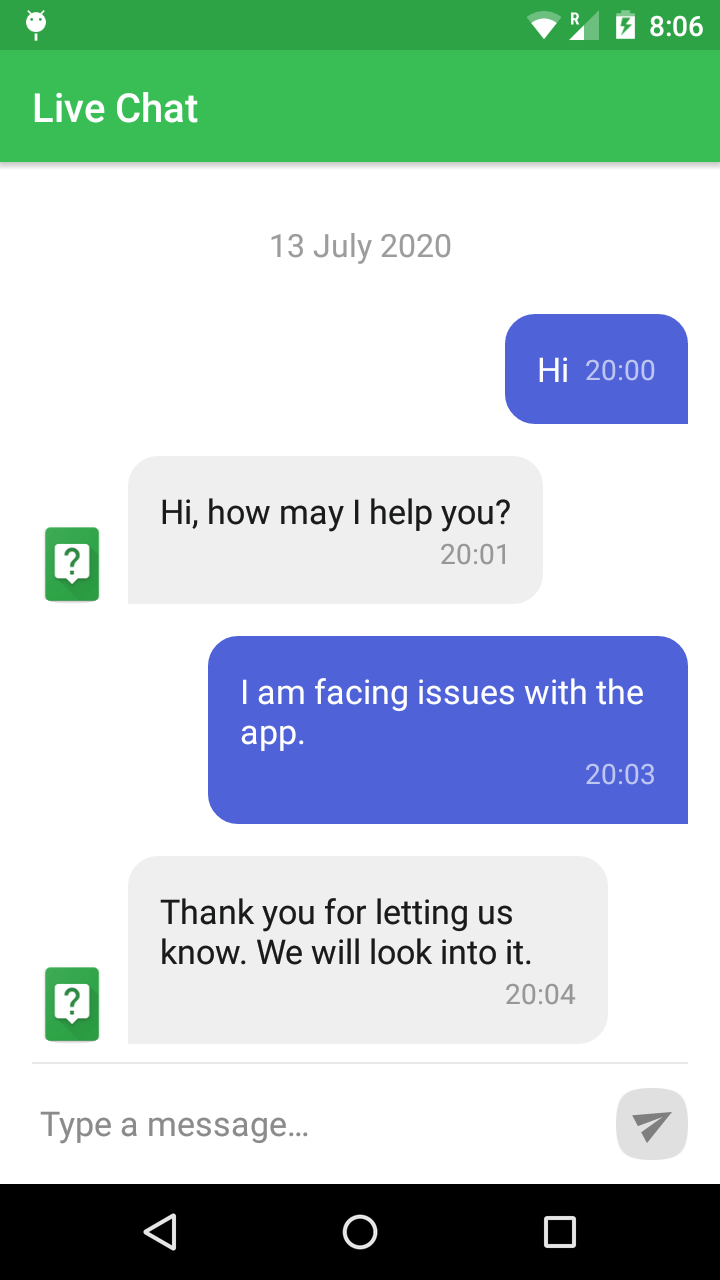 R 8:06
Live Chat
13 July 2020
Hi 20:00
Hi, how may I help you?
20:01
?
I am facing issues with the
app.
20:03
Thank you for letting us
know. We will look into it.
20:04
?
Type a message...